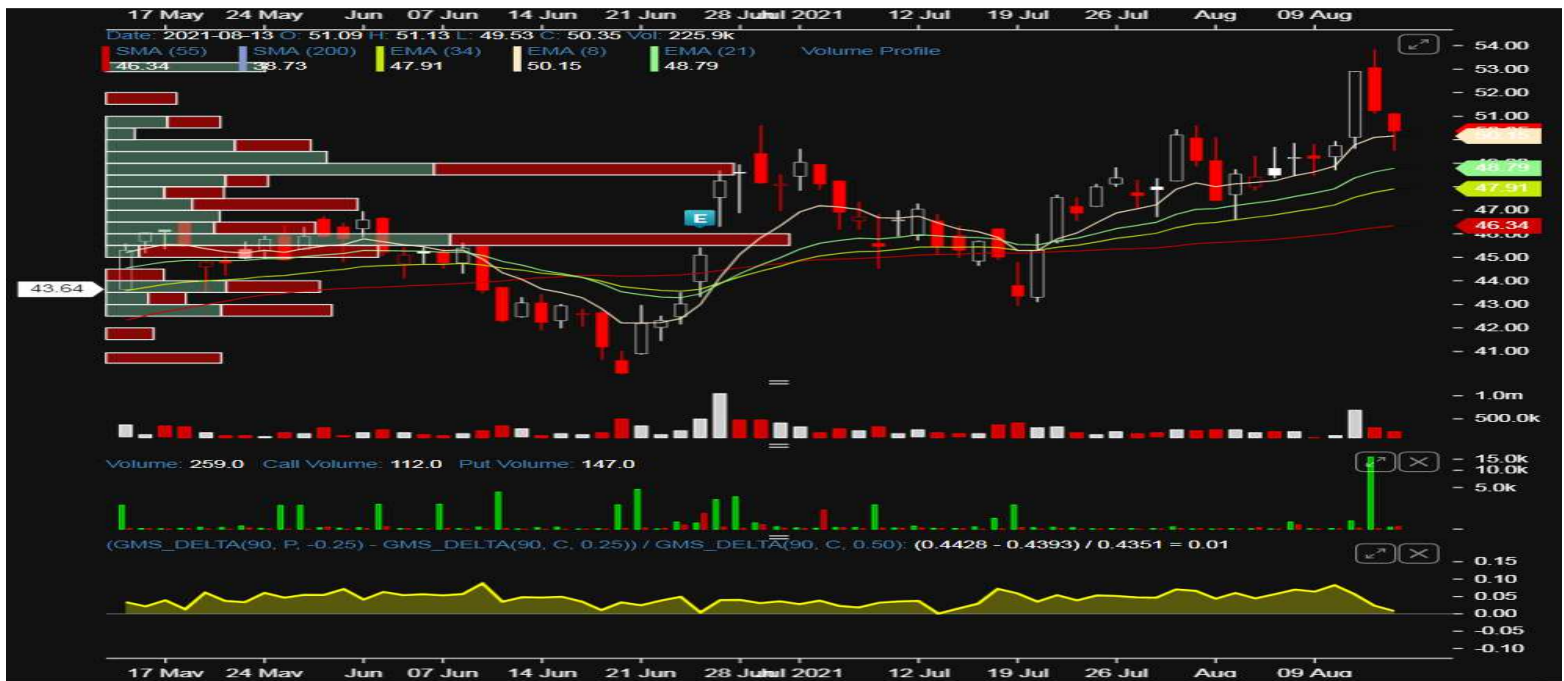 17 May 24 May Jun 07 Jun 14 Jun 21 Jun 28 Jun Jul 2021 12 Jul 19 Jul 26 Jul Aug 09 Aug
Date: 2021-08-13 O: 51.09 H: 51.13 L: 49.53 C: 50.35 Vol: 225.9k
SMA (55) SMA (200) EMA (34) EMA (8) EMA (21) Volume Profile
46.34 38.73 47.91 50.15 48.79
54.00
53.00
52.00
51.00
50.15
48.79
47.91
47.00
46.34
46.00
45.00
44.00
43.64
43.00
42.00
41.00
E
1.0m
500.0k
Volume: 259.0 Call Volume: 112.0 Put Volume: 147.0
15.0k
10.0k
5.0k
(GMS_DELTA(90, P, -0.25) - GMS_DELTA(90, C, 0.25)) / GMS_DELTA(90, C, 0.50): (0.4428 - 0.4393) / 0.4351 = 0.01
0.15
0.10
0.05
0.00
-0.05
-0.10
17 May 24 May Jun 07 Jun 14 Jun 21 Jun 28 Jun Jul 2021 12 Jul 19 Jul 26 Jul Aug 09 Aug